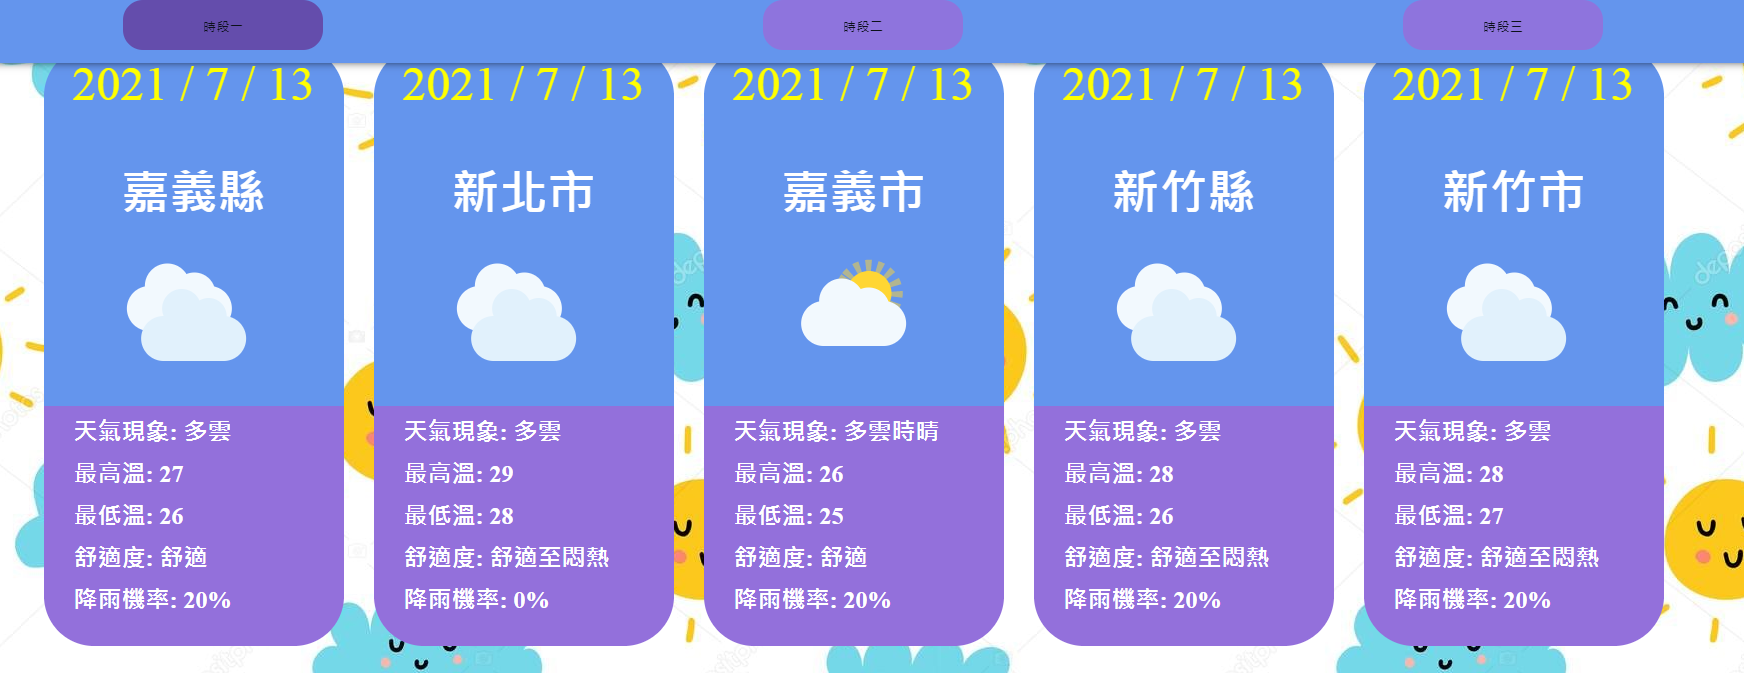 時段一
時段二
時段三
2021 / 7 / 13
嘉義縣
天氣現象: 多雲
最高溫: 27
最低溫: 26
舒適度: 舒適
降雨機率: 20%
2021 / 7 / 13
新北市
天氣現象: 多雲
最高溫: 29
最低溫: 28
舒適度: 舒適至悶熱
降雨機率: 0%
2021 / 7 / 13
嘉義市
天氣現象: 多雲時晴
最高溫: 26
最低溫: 25
舒適度: 舒適
降雨機率: 20%
2021 / 7 / 13
新竹縣
天氣現象: 多雲
最高溫: 28
最低溫: 26
舒適度: 舒適至悶熱
降雨機率: 20%
2021 / 7 / 13
新竹市
天氣現象: 多雲
最高溫: 28
最低溫: 27
舒適度: 舒適至悶熱
降雨機率: 20%